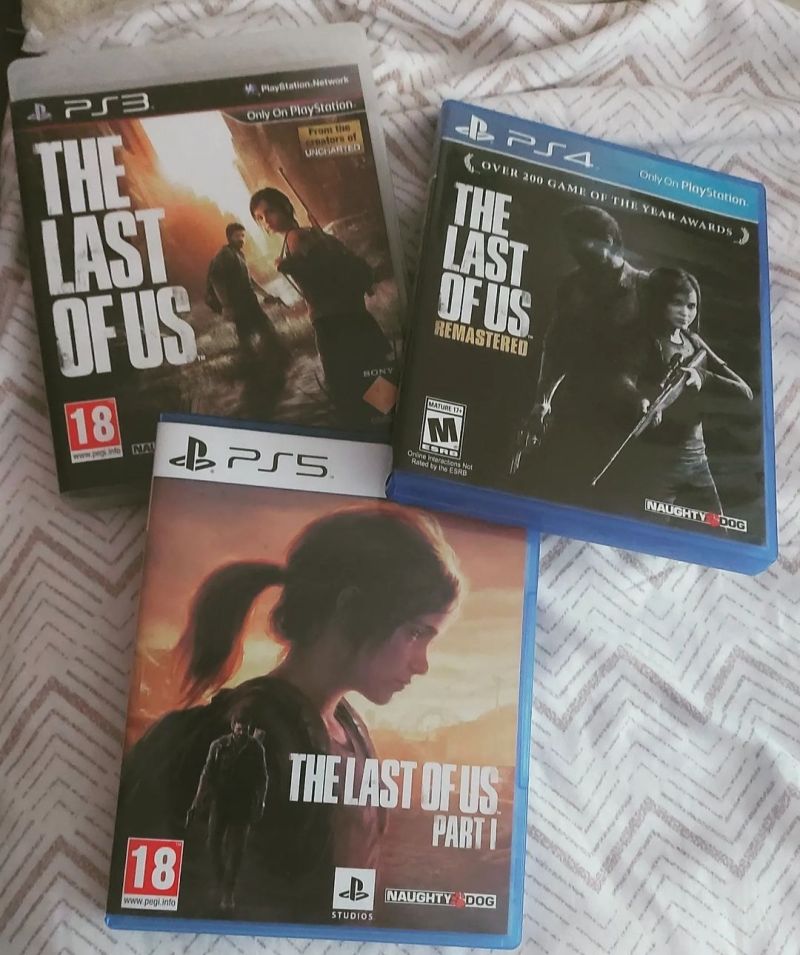 PS3
PlayStation Network
Only On PlayStation.
From the
creators of
UNCHARTED
THE
LAST
OF US™
SONY
18
www.pegi.info
PS4
Only On PlayStation.
OVER 200 GAME OF THE YEAR AWARDS
THE
LAST
OF US™
REMASTERED
MATURE 17+
M
ESRB
Online Interactions Not
Rated by the ESRB
NAUGHTY DOG
PS5
THE LAST OF US™
PART I
18
www.pegi.info
STUDIOS
NAUGHTY DOG